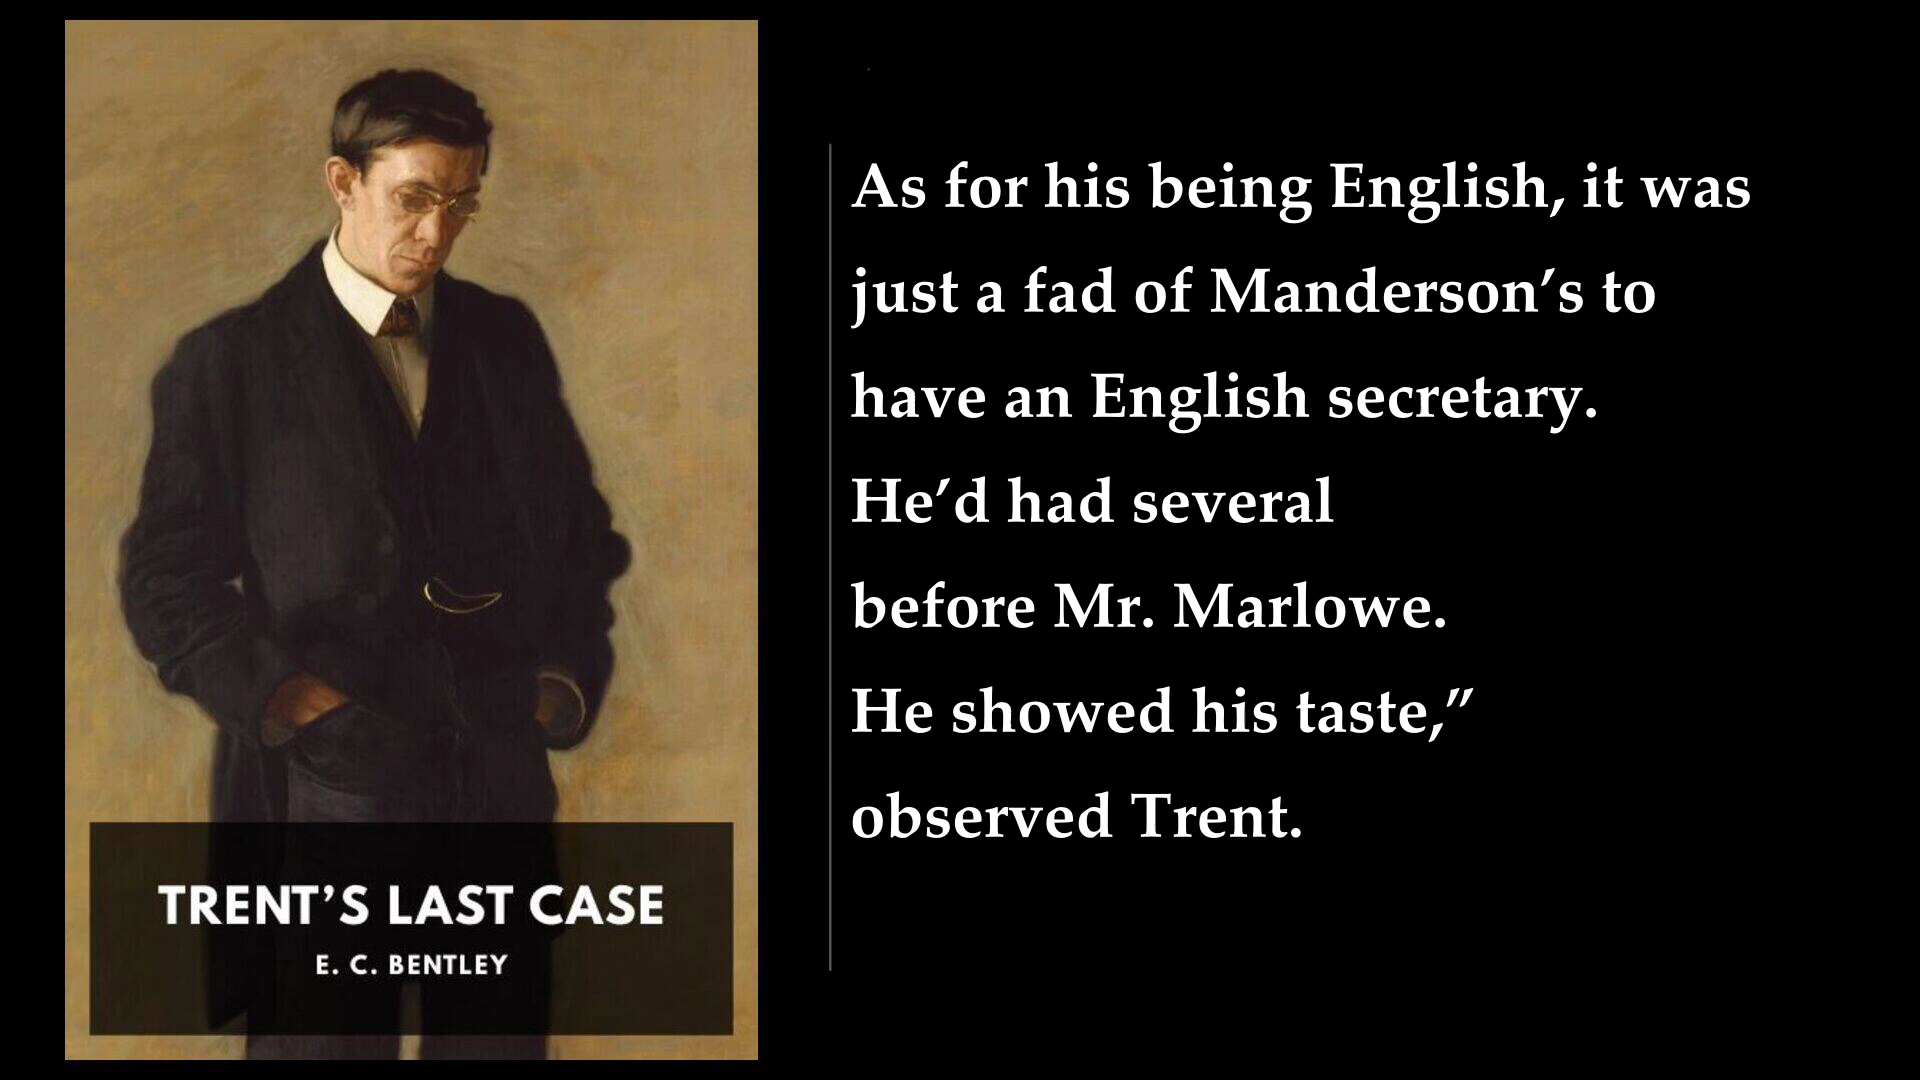 As for his being English, it was
just a fad of Manderson’s to
have an English secretary.
He’d had several
before Mr. Marlowe.
He showed his taste,”
observed Trent.
TRENT’S LAST CASE
E. C. BENTLEY